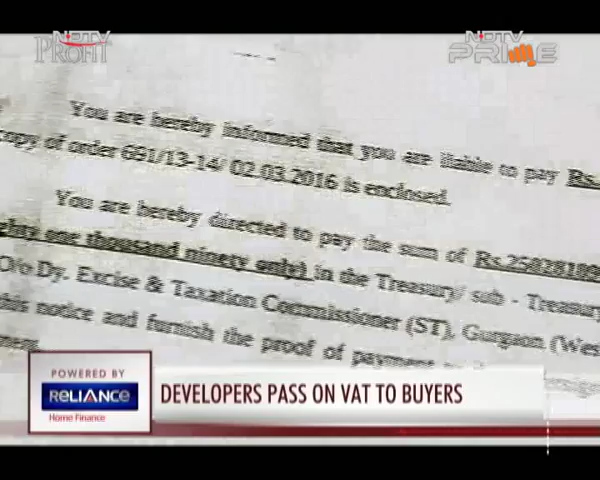 NDTV PROFIT
NDTV PRIME
You are hereby informed that you are liable to pay Rs.
copy of order 691/13-14/ 02.03.2016 is enclosed.
You are hereby directed to pay the sum of Rs.
one thousand ninety only) in the Treasury/ sub - Treasury
O/o Dy. Excise & Taxation Commissioner (ST), Gurgaon (Wes
this notice and furnish the proof of payment
POWERED BY
RELIANCE
Home Finance
DEVELOPERS PASS ON VAT TO BUYERS